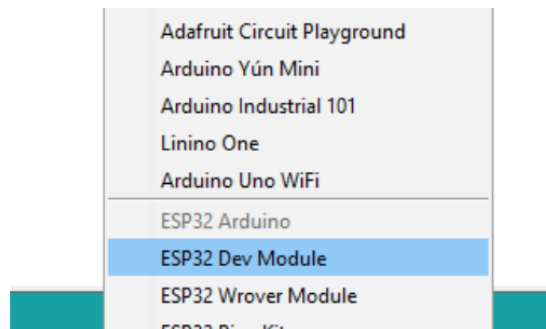 Adafruit Circuit Playground
Arduino Yún Mini
Arduino Industrial 101
Linino One
Arduino Uno WiFi
ESP32 Arduino
ESP32 Dev Module
ESP32 Wrover Module